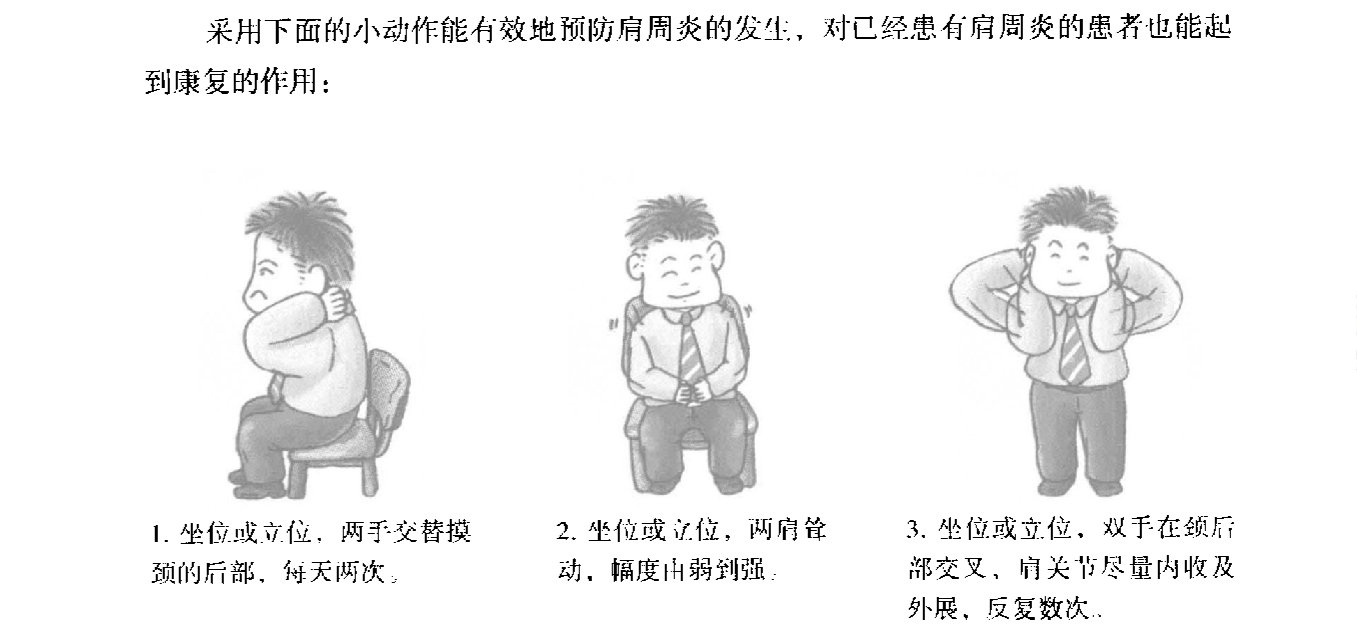 采用下面的小动作能有效地预防肩周炎的发生，对已经患有肩周炎的患者也能起
到康复的作用：
1. 坐位或立位，两手交替摸
颈的后部，每天两次。
2. 坐位或立位，两肩耸
动，幅度由弱到强。
3. 坐位或立位，双手在颈后
部交叉，肩关节尽量内收及
外展，反复数次。